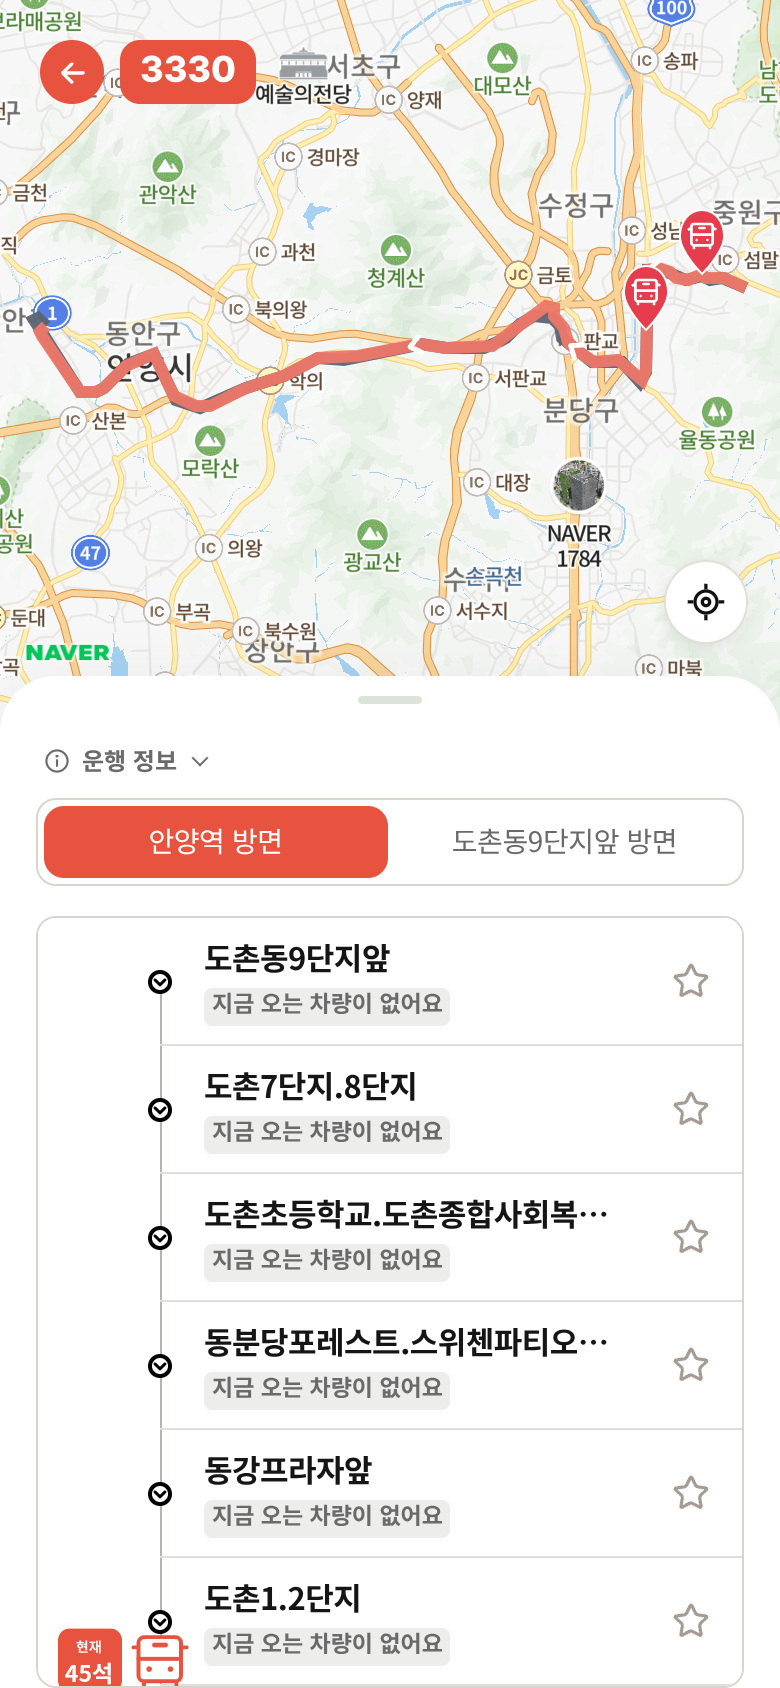 보라매공원
100
3330
IC
서초구
예술의전당
IC 양재
대모산
IC 송파
남
도
구
IC 경마장
관악산
금천
수정구
중원구
IC 성남
IC 섬말
직
IC 과천
청계산
JC 금토
안
1
동안구
IC 북의왕
안양시
판교
학의
IC 서판교
분당구
IC 산본
율동공원
모락산
IC 대장
산
공원
NAVER
1784
47
IC 의왕
광교산
손곡천
둔대
IC 부곡
IC 북수원
IC 서수지
장안구
NAVER
곡
IC 마북
운행 정보
안양역 방면
도촌동9단지앞 방면
도촌동9단지앞
지금 오는 차량이 없어요
도촌7단지.8단지
지금 오는 차량이 없어요
도촌초등학교.도촌종합사회복…
지금 오는 차량이 없어요
동분당포레스트.스위첸파티오…
지금 오는 차량이 없어요
동강프라자앞
지금 오는 차량이 없어요
도촌1.2단지
지금 오는 차량이 없어요
현재
45석